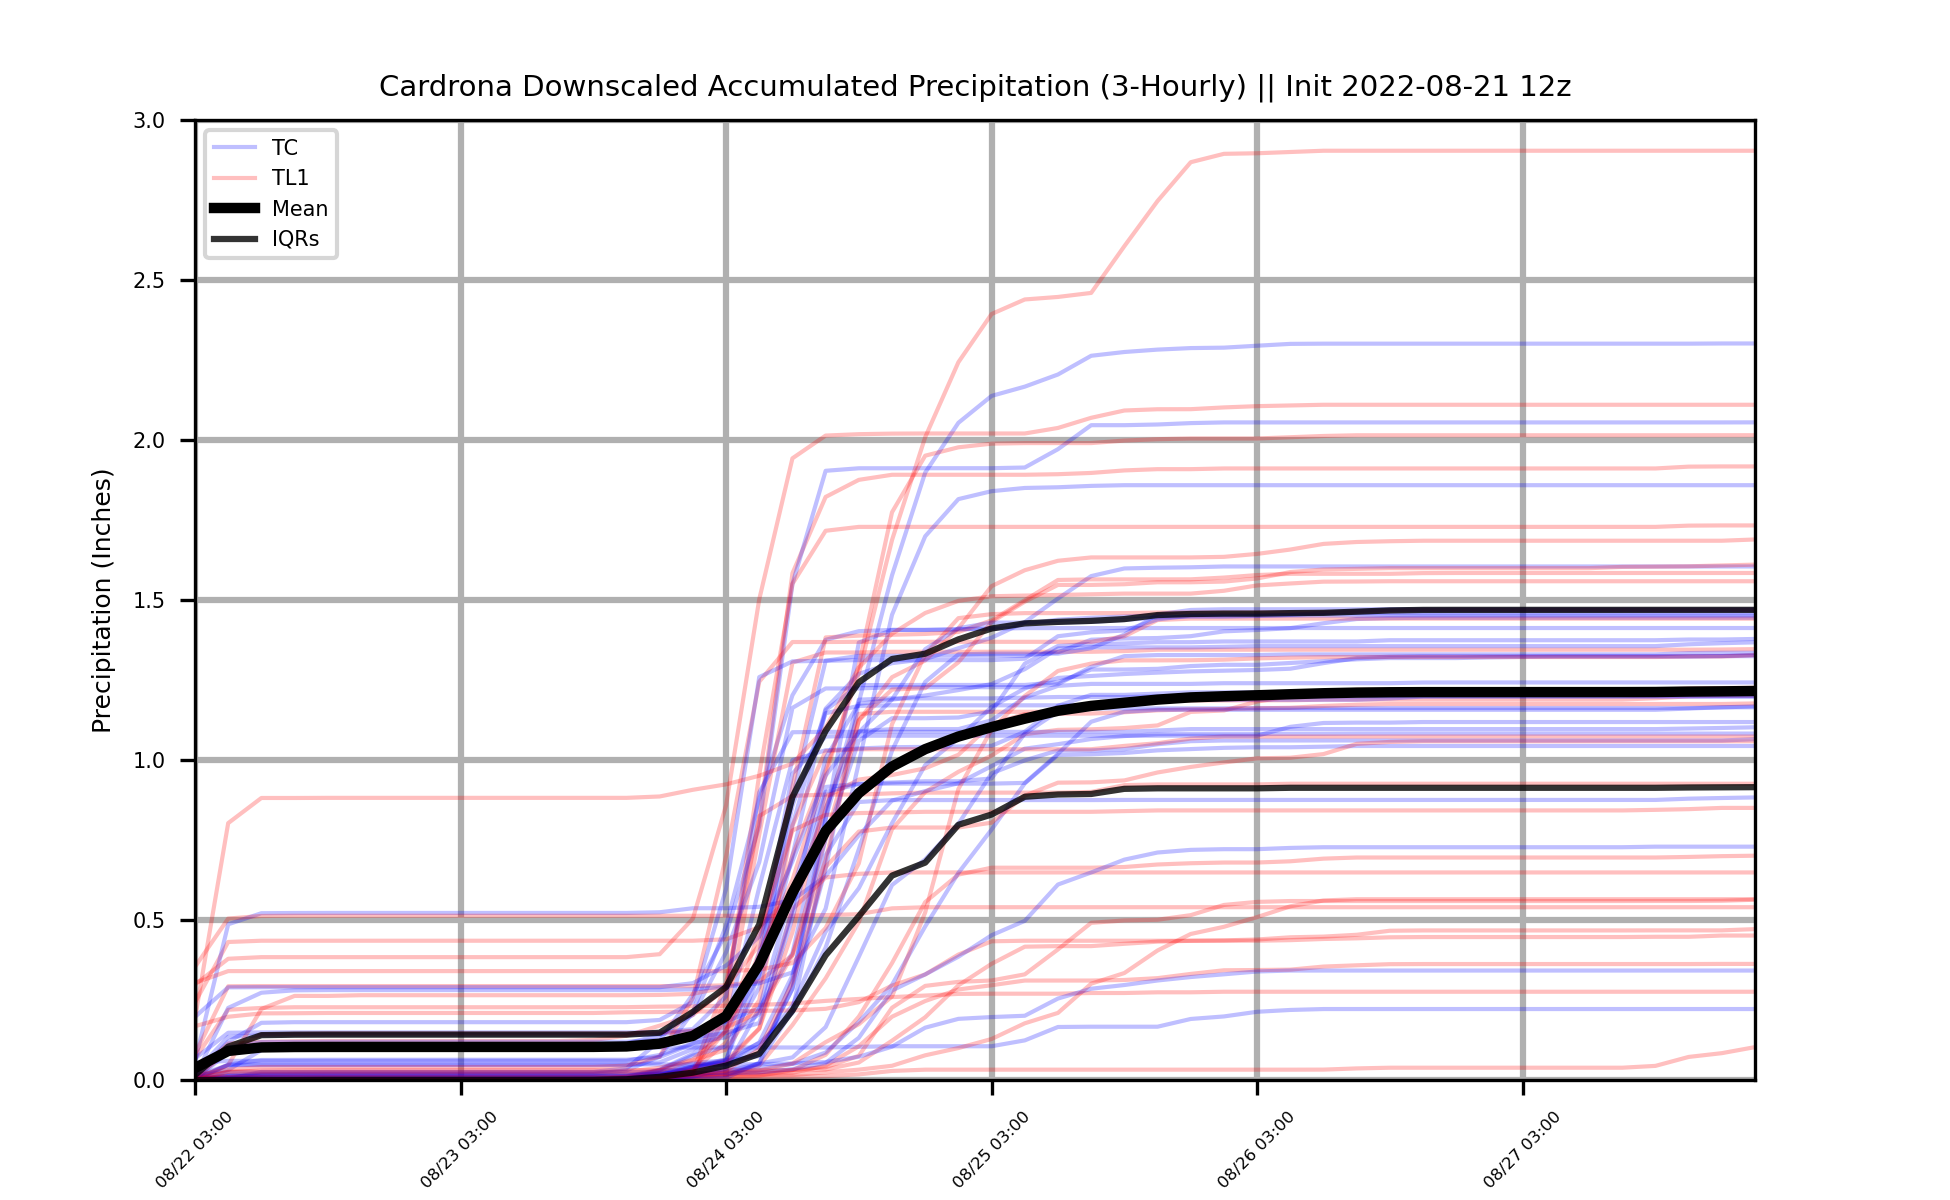 Cardrona Downscaled Accumulated Precipitation (3-Hourly) || Init 2022-08-21 12z
TC
TL1
Mean
IQRs
Precipitation (Inches)
3.0
2.5
2.0
1.5
1.0
0.5
0.0
08/22 03:00
08/23 03:00
08/24 03:00
08/25 03:00
08/26 03:00
08/27 03:00